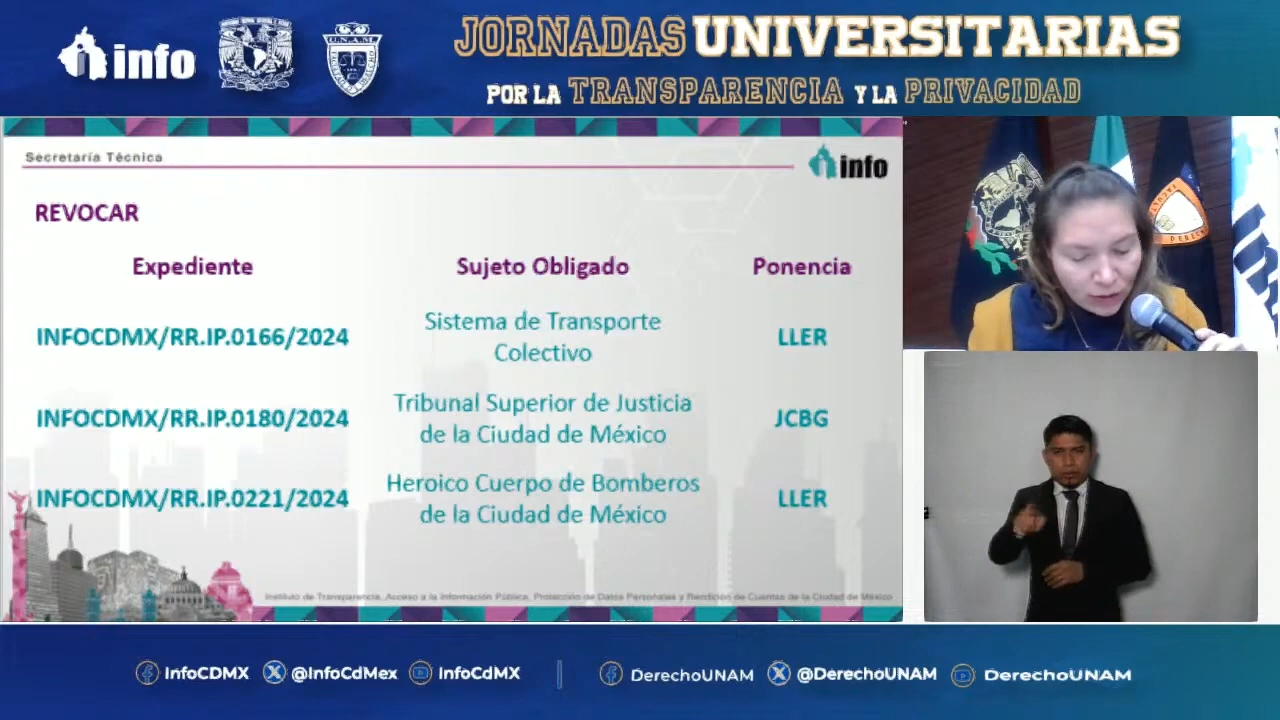 info
JORNADAS UNIVERSITARIAS
POR LA TRANSPARENCIA Y LA PRIVACIDAD
U.N.A.M.
Secretaría Técnica
info
REVOCAR
Expediente Sujeto Obligado Ponencia
INFOCDMX/RR.IP.0166/2024 Sistema de Transporte Colectivo LLER
INFOCDMX/RR.IP.0180/2024 Tribunal Superior de Justicia de la Ciudad de México JCBG
INFOCDMX/RR.IP.0221/2024 Heroico Cuerpo de Bomberos de la Ciudad de México LLER
Instituto de Transparencia, Acceso a la Información Pública, Protección de Datos Personales y Rendición de Cuentas de la Ciudad de México
InfoCDMX @InfoCdMex InfoCdMX DerechoUNAM @DerechoUNAM DerechoUNAM